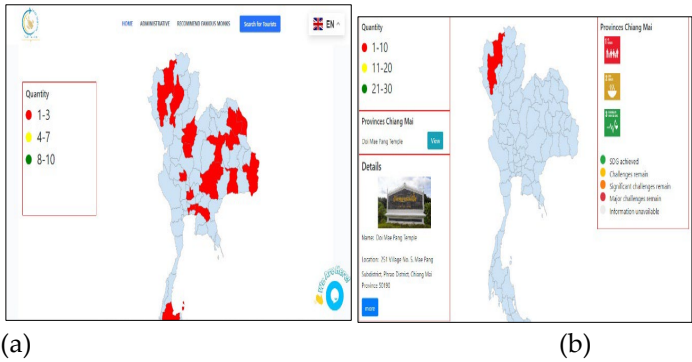 HOME ADMINISTRATIVE RECOMMEND FAMOUS MONKS Search for Tourists EN
Quantity
1-3
4-7
8-10
Quantity
1-10
11-20
21-30
Provinces Chiang Mai
Doi Mae Pang Temple View
Details
Name: Doi Mae Pang Temple
Location: 251 Village No. 5, Mae Pang
Subdistrict, Phrao District, Chiang Mai
Province 50190
more
Provinces Chiang Mai
SDG achieved
Challenges remain
Significant challenges remain
Major challenges remain
Information unavailable
(a)
(b)